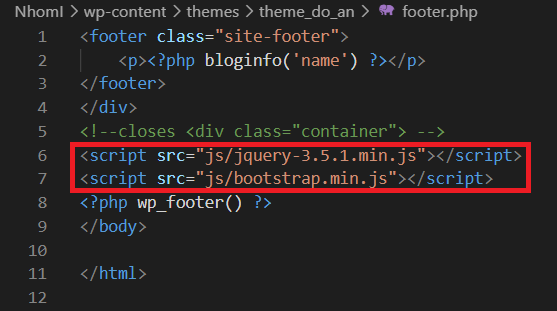 Nhoml > wp-content > themes > theme_do_an > footer.php
1 <footer class="site-footer">
2 <p><?php bloginfo('name') ?></p>
3 </footer>
4 </div>
5 <!--closes <div class="container"> -->
6 <script src="js/jquery-3.5.1.min.js"></script>
7 <script src="js/bootstrap.min.js"></script>
8 <?php wp_footer() ?>
9 </body>
10
11 </html>
12